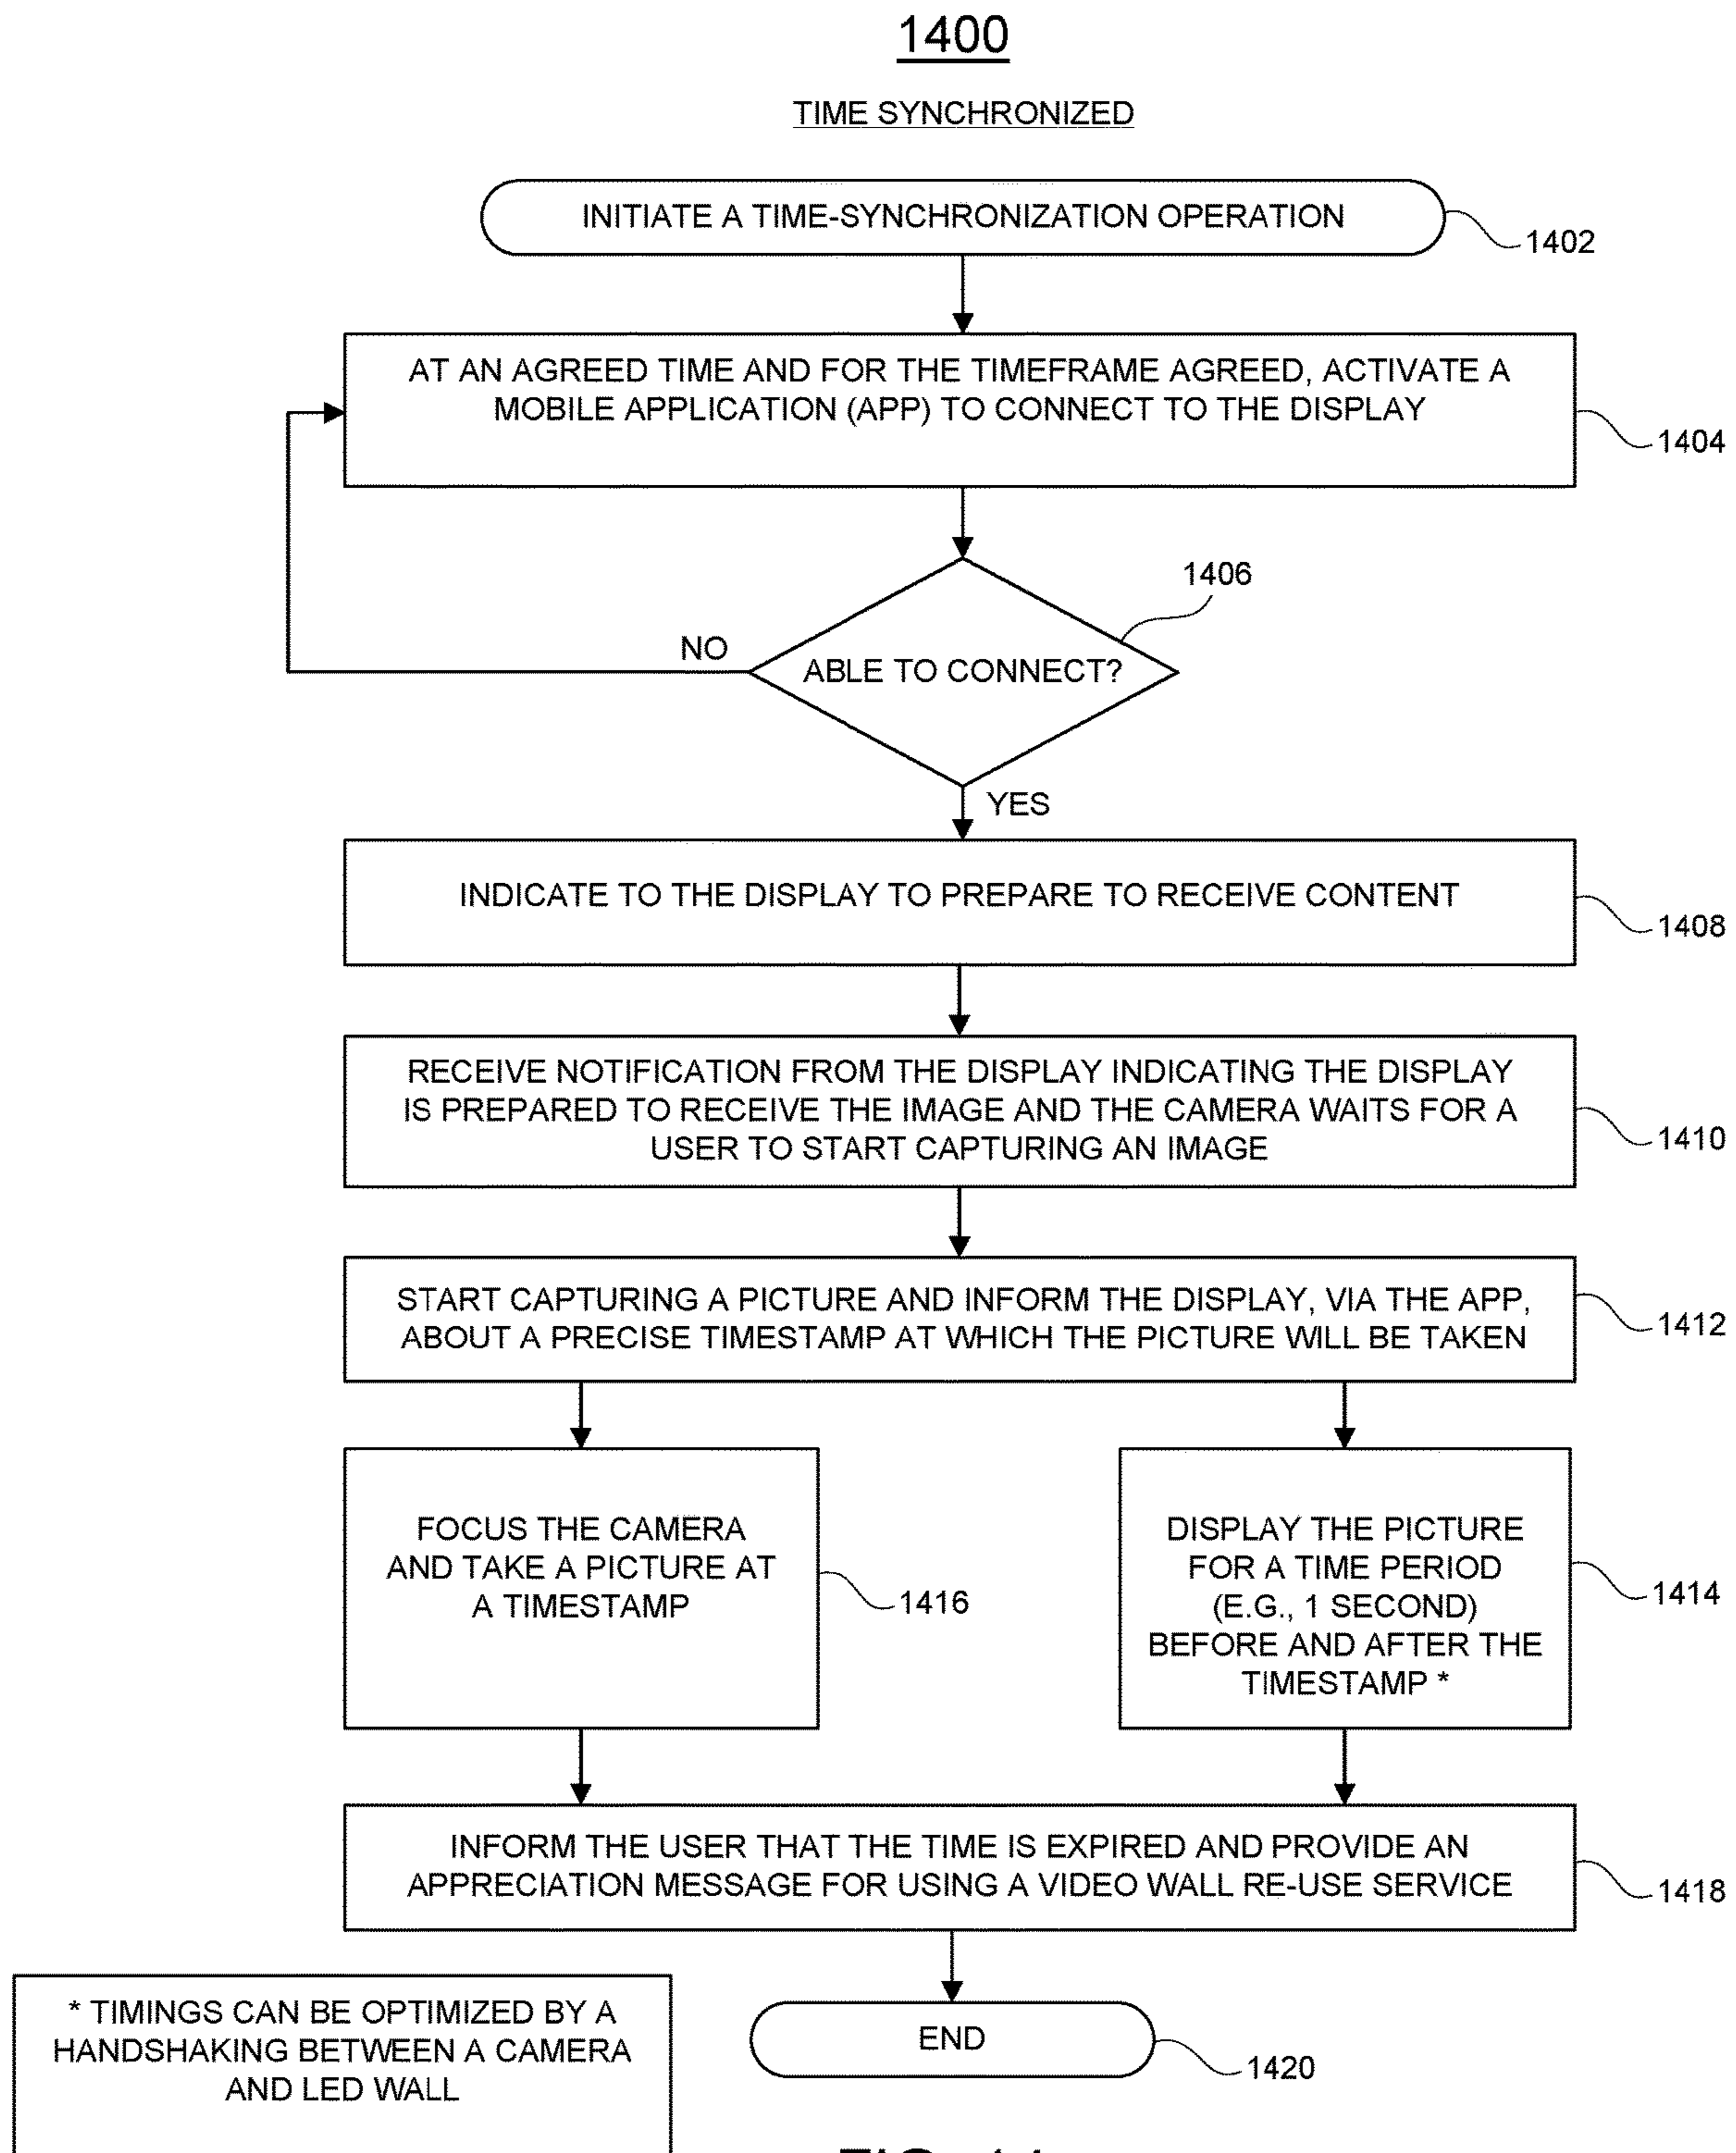 1400
TIME SYNCHRONIZED
INITIATE A TIME-SYNCHRONIZATION OPERATION
1402
AT AN AGREED TIME AND FOR THE TIMEFRAME AGREED, ACTIVATE A
MOBILE APPLICATION (APP) TO CONNECT TO THE DISPLAY
1404
1406
NO
ABLE TO CONNECT?
YES
INDICATE TO THE DISPLAY TO PREPARE TO RECEIVE CONTENT
1408
RECEIVE NOTIFICATION FROM THE DISPLAY INDICATING THE DISPLAY
IS PREPARED TO RECEIVE THE IMAGE AND THE CAMERA WAITS FOR A
USER TO START CAPTURING AN IMAGE
1410
START CAPTURING A PICTURE AND INFORM THE DISPLAY, VIA THE APP,
ABOUT A PRECISE TIMESTAMP AT WHICH THE PICTURE WILL BE TAKEN
1412
FOCUS THE CAMERA
AND TAKE A PICTURE AT
A TIMESTAMP
1416
DISPLAY THE PICTURE
FOR A TIME PERIOD
(E.G., 1 SECOND)
BEFORE AND AFTER THE
TIMESTAMP *
1414
INFORM THE USER THAT THE TIME IS EXPIRED AND PROVIDE AN
APPRECIATION MESSAGE FOR USING A VIDEO WALL RE-USE SERVICE
1418
* TIMINGS CAN BE OPTIMIZED BY A
HANDSHAKING BETWEEN A CAMERA
AND LED WALL
END
1420